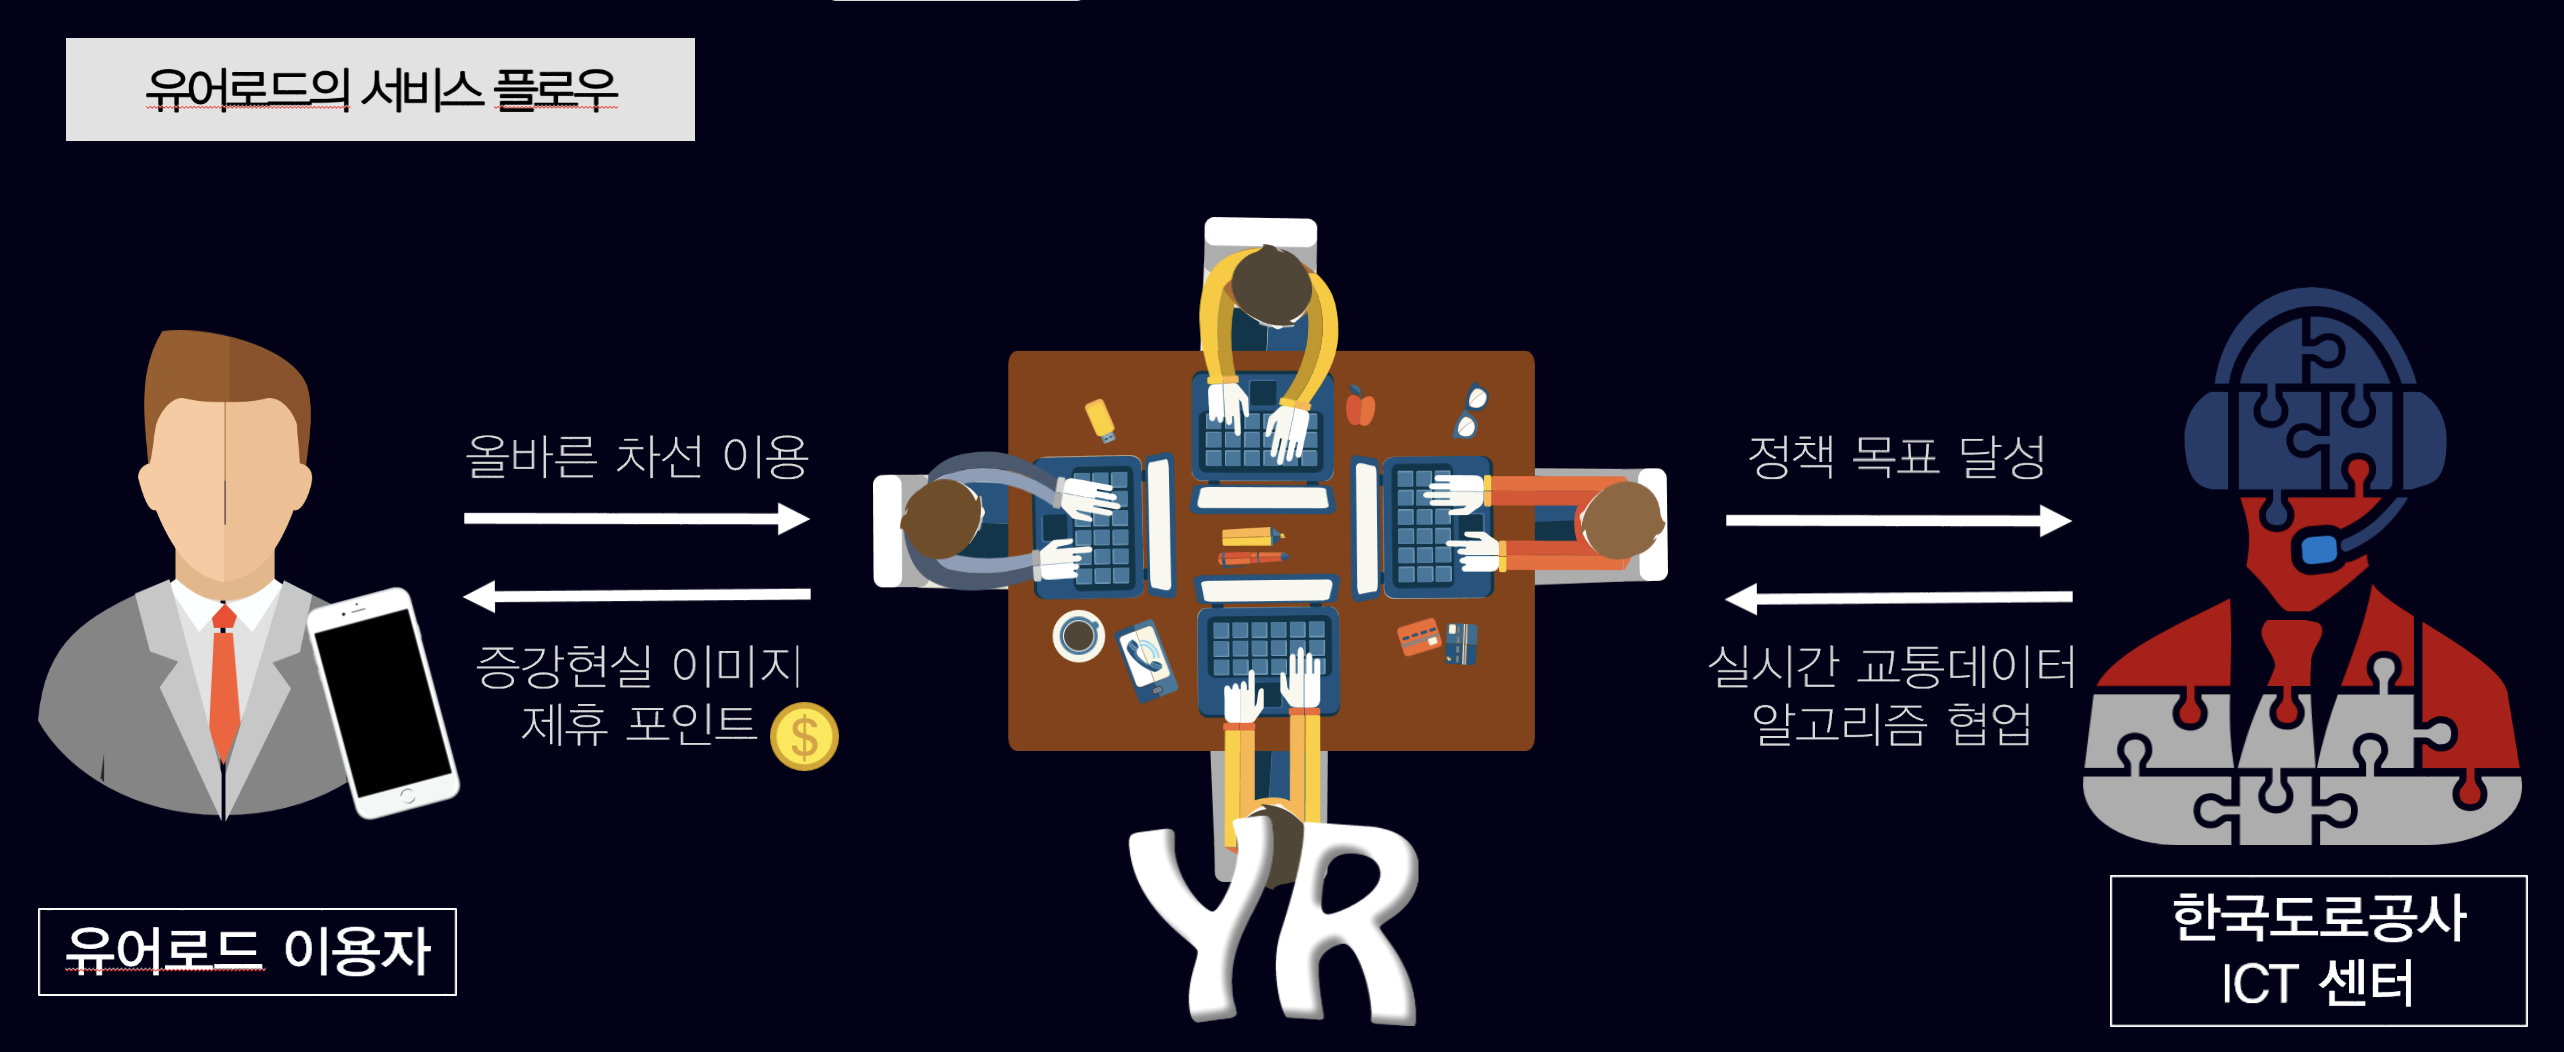 유어로드의 서비스 플로우
올바른 차선 이용
증강현실 이미지
제휴 포인트
$
정책 목표 달성
실시간 교통데이터
알고리즘 협업
YR
유어로드 이용자
한국도로공사
ICT 센터